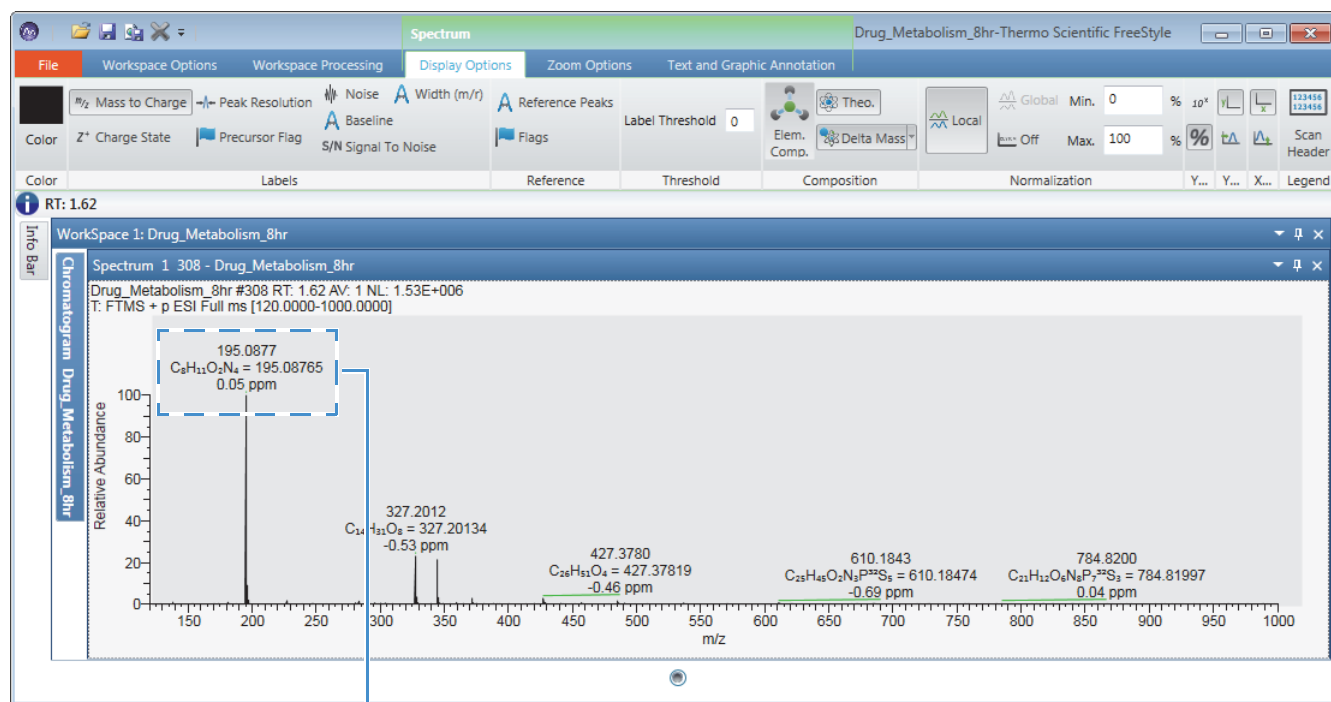 Spectrum
Drug_Metabolism_8hr-Thermo Scientific FreeStyle
File Workspace Options Workspace Processing Display Options Zoom Options Text and Graphic Annotation
Color
m/z Mass to Charge
Peak Resolution
Noise
Width (m/r)
Z⁺ Charge State
Precursor Flag
Baseline
S/N Signal To Noise
Reference Peaks
Flags
Label Threshold 0
Elem. Comp.
Theo.
Delta Mass
Local
Global
Off
Min. 0 %
Max. 100 %
10ˣ
%
123456
123456
Scan Header
Color Labels Reference Threshold Composition Normalization Y... Y... X... Legend
RT: 1.62
Info Bar
WorkSpace 1: Drug_Metabolism_8hr
Chromatogram Drug_Metabolism_8hr
Spectrum 1 308 - Drug_Metabolism_8hr
Drug_Metabolism_8hr #308 RT: 1.62 AV: 1 NL: 1.53E+006
T: FTMS + p ESI Full ms [120.0000-1000.0000]
195.0877
C₈H₁₁O₂N₄ = 195.08765
0.05 ppm
327.2012
C₁₄H₃₁O₈ = 327.20134
-0.53 ppm
427.3780
C₂₆H₅₁O₄ = 427.37819
-0.46 ppm
610.1843
C₂₅H₄₅O₂N₃P³²S₅ = 610.18474
-0.69 ppm
784.8200
C₂₁H₁₂O₆N₈P₇³²S₃ = 784.81997
0.04 ppm
Relative Abundance
100
80
60
40
20
0
150 200 250 300 350 400 450 500 550 600 650 700 750 800 850 900 950 1000
m/z